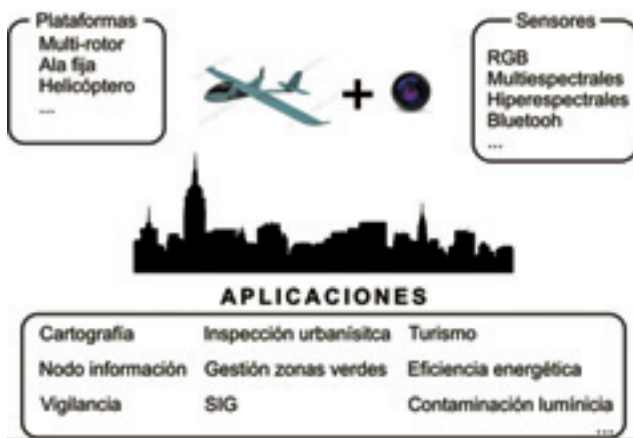 Plataformas
Multi-rotor
Ala fija
Helicóptero
...
Sensores
RGB
Multiespectrales
Hiperespectrales
Bluetooh
...
+
APLICACIONES
Cartografía Inspección urbanísitca Turismo
Nodo información Gestión zonas verdes Eficiencia energética
Vigilancia SIG Contaminación lumínicia
...